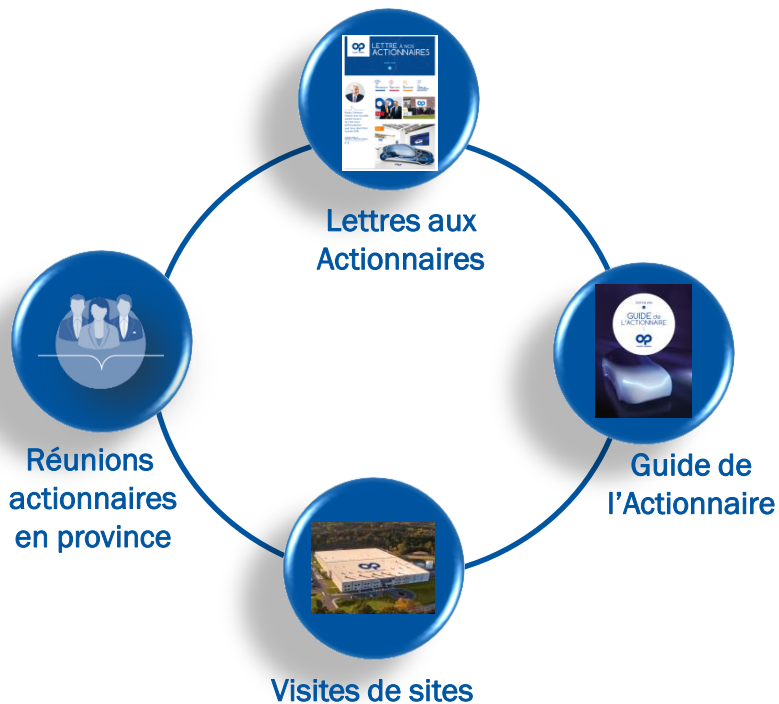 LETTRE À NOS
ACTIONNAIRES
Lettres aux
Actionnaires
GUIDE de
L'ACTIONNAIRE
Guide de
l'Actionnaire
Réunions
actionnaires
en province
Visites de sites